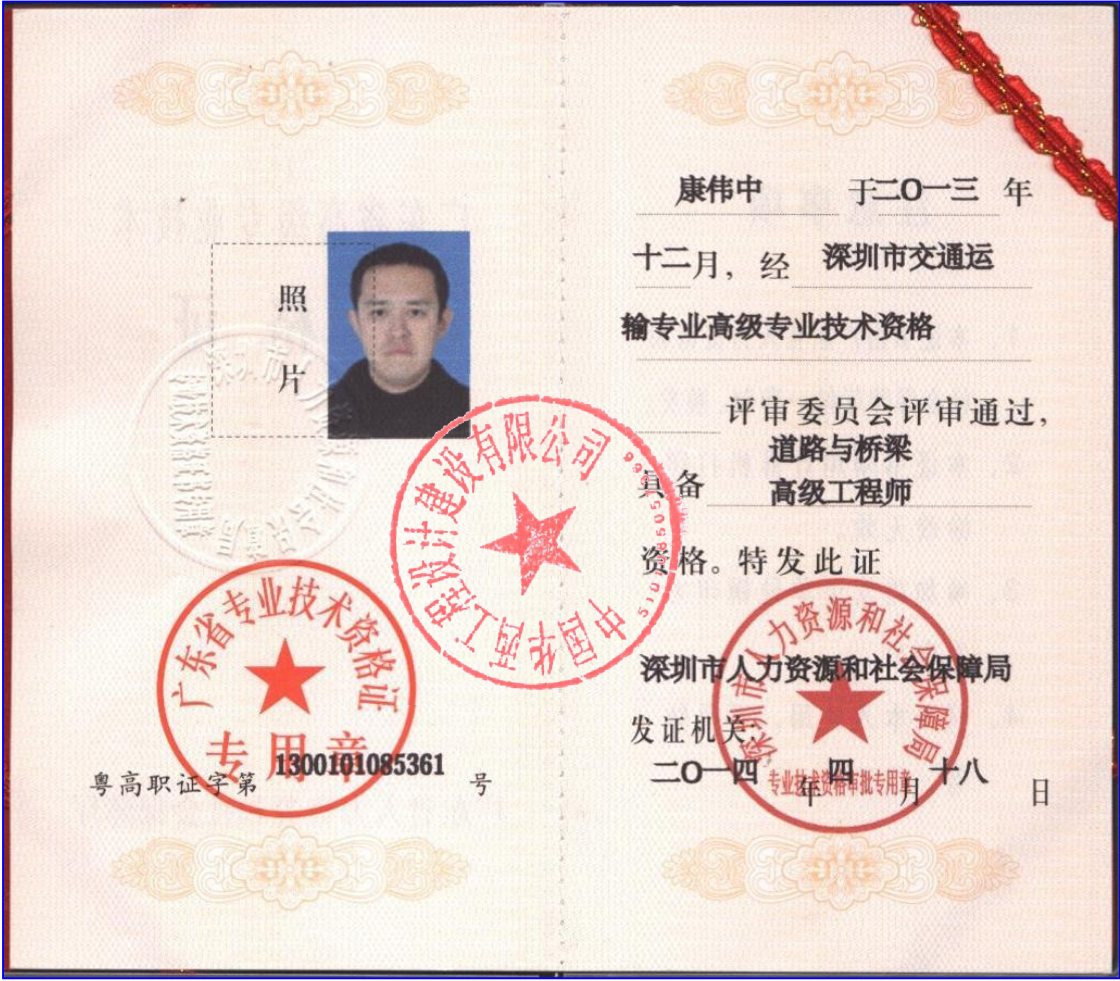 照
片
广东省专业技术资格证
专用章
粤高职证字第 1300101085361 号
中国华西工程设计建设有限公司
康伟中 于二〇一三 年
十二月，经 深圳市交通运
输专业高级专业技术资格
评审委员会评审通过，
道路与桥梁
具备 高级工程师
资格。特发此证
深圳市人力资源和社会保障局
深圳市人力资源和社会保障局
发证机关：
二〇一四 年 四 月 十八 日
专业技术资格审批专用章